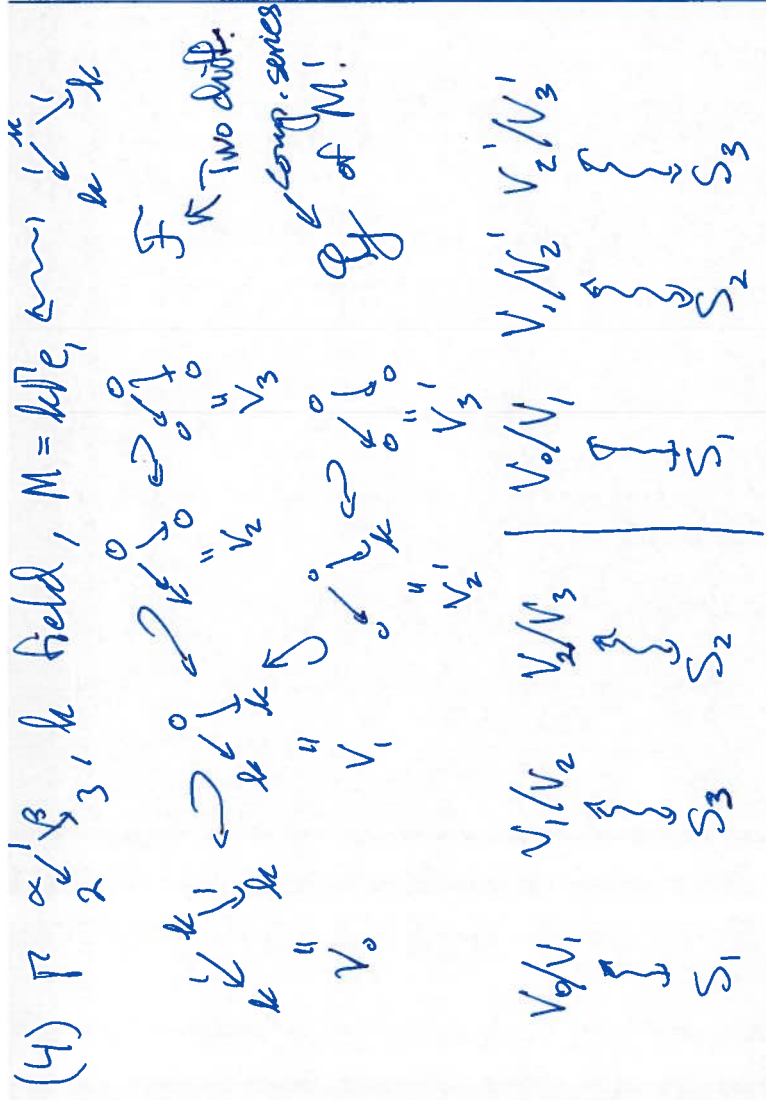 (4) Γ 1 α β 2 3, k field, M = kΓe₁ ⟷ k 1 1 k k
k 1 1 k k ↩ 0 k k ↩ 0 k 0 ↩ 0 0 0 F
" V₀ " V₁ " V₂ " V₃
Two diff. comp. series of M!
0 0 k ↩ 0 0 0 G
" V₂' " V₃'
V₀/V₁ V₁/V₂ V₂/V₃ | V₀/V₁ V₁/V₂' V₂'/V₃'
S₁ S₃ S₂ | S₁ S₂ S₃